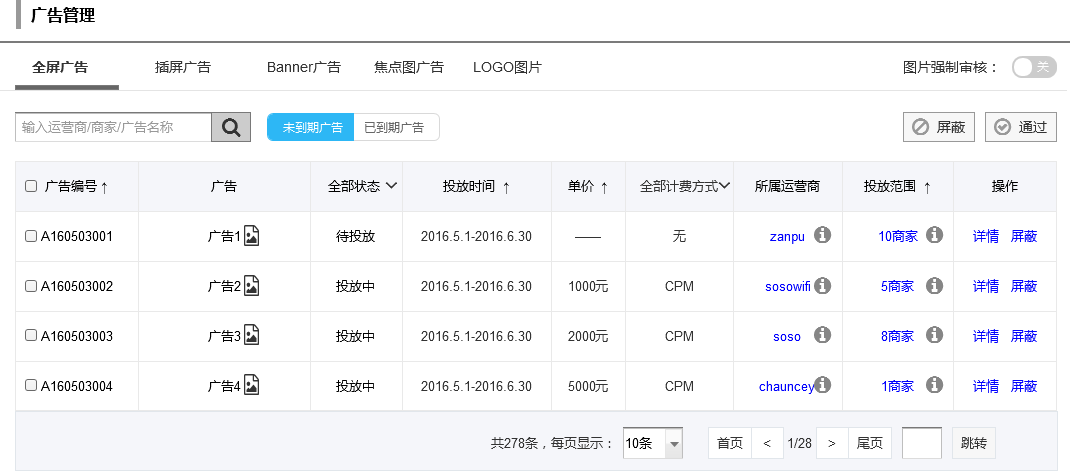 广告管理
全屏广告 插屏广告 Banner广告 焦点图广告 LOGO图片 图片强制审核： 关
输入运营商/商家/广告名称 未到期广告 已到期广告 屏蔽 通过
广告编号↑ 广告 全部状态 投放时间 ↑ 单价 ↑ 全部计费方式 所属运营商 投放范围 ↑ 操作
A160503001 广告1 待投放 2016.5.1-2016.6.30 —— 无 zanpu 10商家 详情 屏蔽
A160503002 广告2 投放中 2016.5.1-2016.6.30 1000元 CPM sosowifi 5商家 详情 屏蔽
A160503003 广告3 投放中 2016.5.1-2016.6.30 2000元 CPM soso 8商家 详情 屏蔽
A160503004 广告4 投放中 2016.5.1-2016.6.30 5000元 CPM chauncey 1商家 详情 屏蔽
共278条，每页显示： 10条 首页 < 1/28 > 尾页 跳转